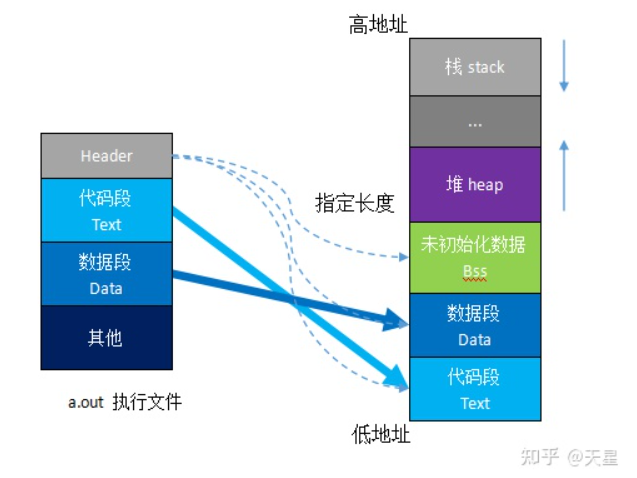 高地址
栈 stack
...
Header
代码段
Text
数据段
Data
其他
a.out 执行文件
指定长度
堆 heap
未初始化数据
Bss
数据段
Data
代码段
Text
低地址
知乎 @天星